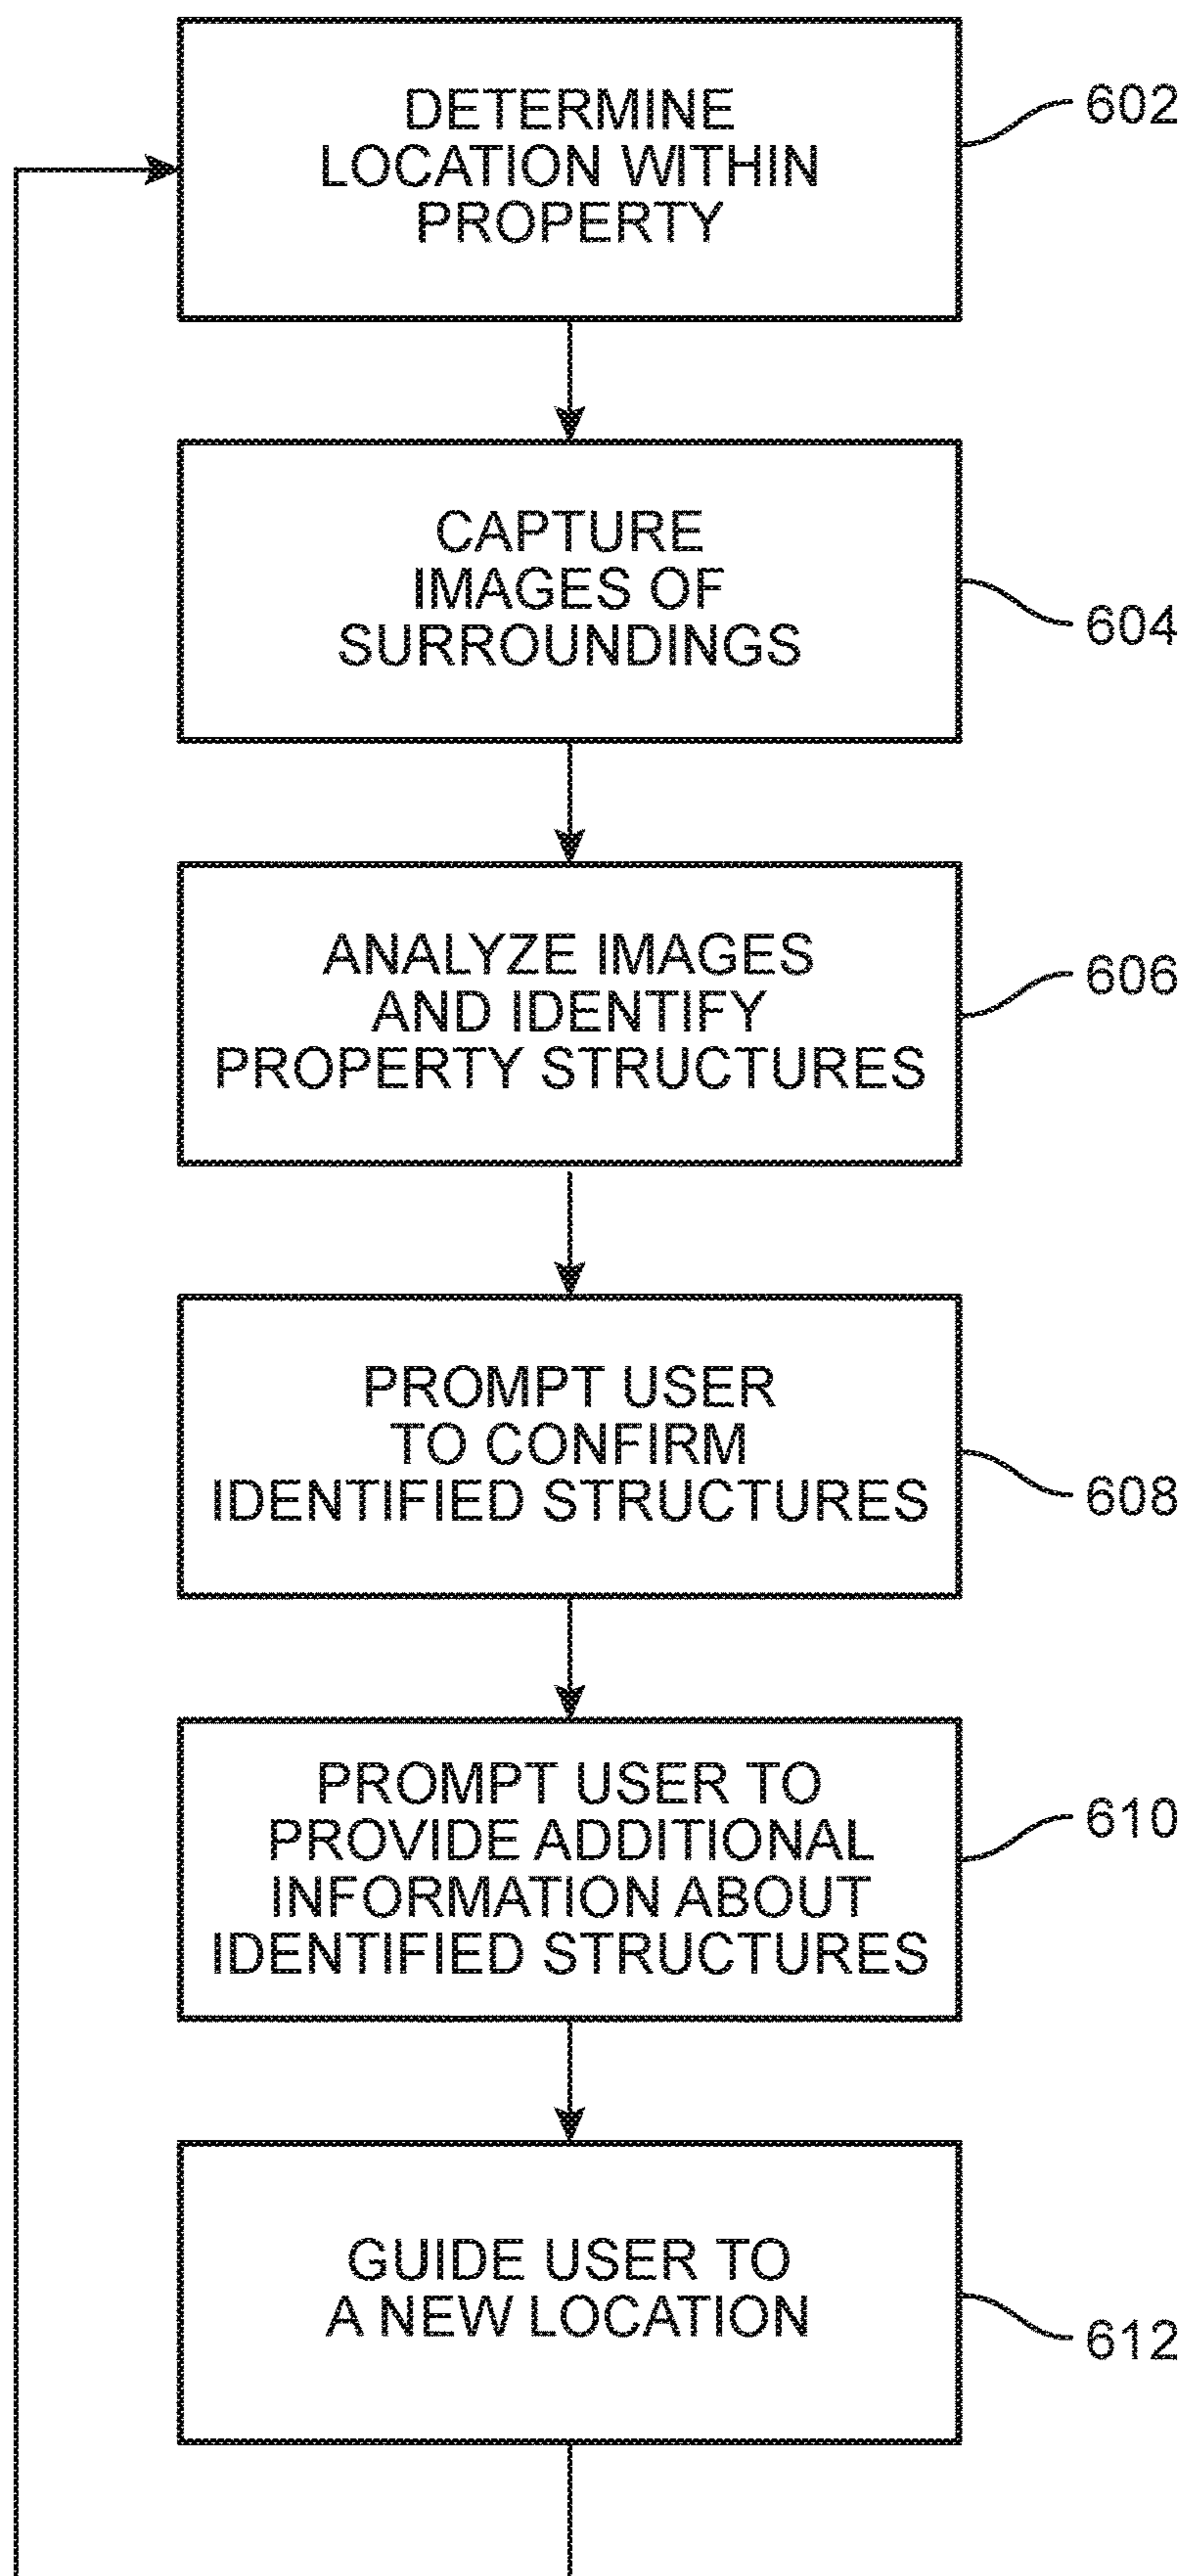 DETERMINE
LOCATION WITHIN
PROPERTY
602
CAPTURE
IMAGES OF
SURROUNDINGS
604
ANALYZE IMAGES
AND IDENTIFY
PROPERTY STRUCTURES
606
PROMPT USER
TO CONFIRM
IDENTIFIED STRUCTURES
608
PROMPT USER TO
PROVIDE ADDITIONAL
INFORMATION ABOUT
IDENTIFIED STRUCTURES
610
GUIDE USER TO
A NEW LOCATION
612